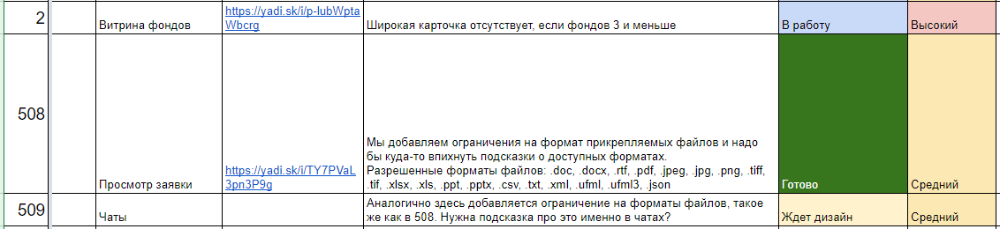 2
Витрина фондов
https://yadi.sk/i/p-lubWpta
Wbcrg
Широкая карточка отсутствует, если фондов 3 и меньше
В работу
Высокий
508
Просмотр заявки
https://yadi.sk/i/TY7PVaL
3pn3P9g
Мы добавляем ограничения на формат прикрепляемых файлов и надо
бы куда-то впихнуть подсказки о доступных форматах.
Разрешенные форматы файлов: .doc, .docx, .rtf, .pdf, .jpeg, .jpg, .png, .tiff,
.tif, .xlsx, .xls, .ppt, .pptx, .csv, .txt, .xml, .ufml, .ufml3, .json
Готово
Средний
509
Чаты
Аналогично здесь добавляется ограничение на форматы файлов, такое
же как в 508. Нужна подсказка про это именно в чатах?
Ждет дизайн
Средний